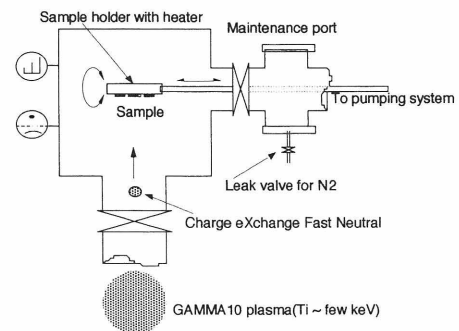 Sample holder with heater
Maintenance port
Sample
To pumping system
Leak valve for N2
Charge eXchange Fast Neutral
GAMMA10 plasma(Ti ~ few keV)